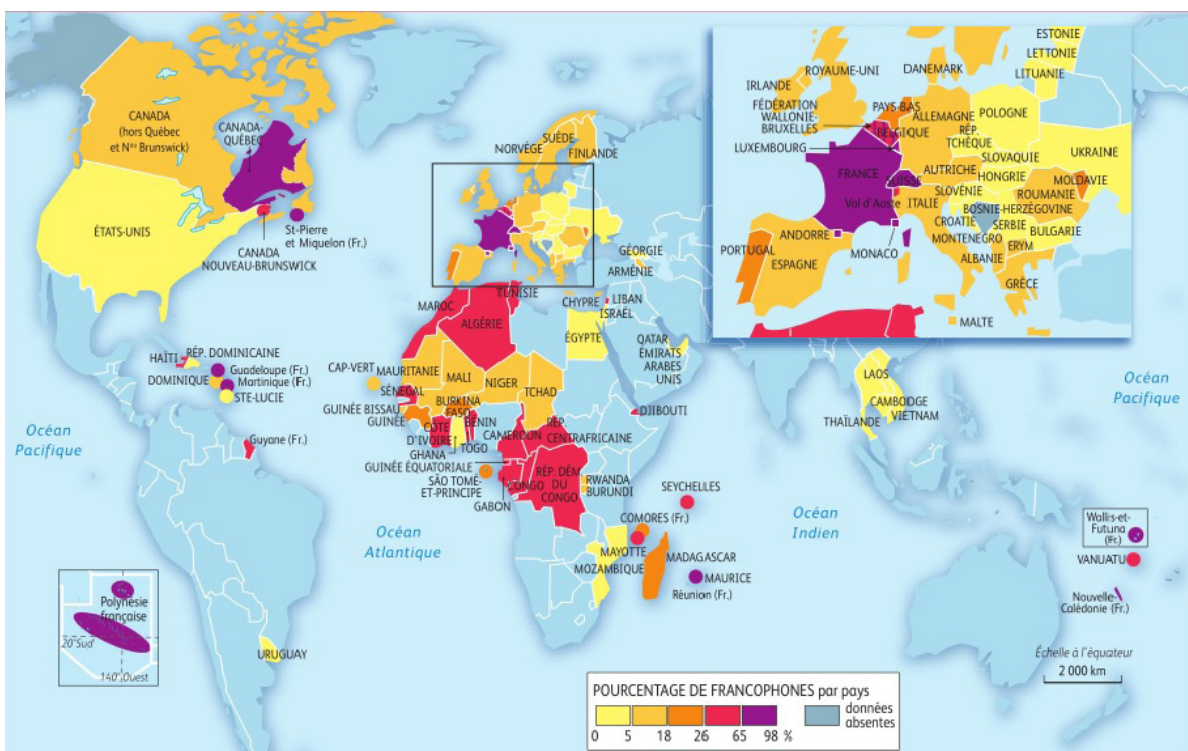 CANADA
(hors Québec
et Nau Brunswick)
CANADA-
QUÉBEC
ÉTATS-UNIS
St-Pierre
et Miquelon (Fr.)
CANADA
NOUVEAU-BRUNSWICK
NORVÈGE
SUÈDE
FINLANDE
GÉORGIE
ARMÉNIE
CHYPRE
LIBAN
ISRAËL
TUNISIE
MAROC
ALGÉRIE
ÉGYPTE
QATAR
ÉMIRATS
ARABES
UNIS
HAÏTI
RÉP. DOMINICAINE
Guadeloupe (Fr.)
DOMINIQUE
Martinique (Fr.)
STE-LUCIE
Guyane (Fr.)
CAP-VERT
MAURITANIE
MALI
NIGER
TCHAD
SÉNÉGAL
GUINÉE BISSAU
GUINÉE
BURKINA
FASO
BÉNIN
CÔTE
D'IVOIRE
GHANA
TOGO
CAMEROUN
RÉP.
CENTRAFRICAINE
DJIBOUTI
GUINÉE ÉQUATORIALE
SÃO TOMÉ-
ET-PRINCIPE
GABON
CONGO
RÉP. DÉM.
DU
CONGO
RWANDA
BURUNDI
SEYCHELLES
COMORES (Fr.)
MAYOTTE
MOZAMBIQUE
MADAGASCAR
MAURICE
Réunion (Fr.)
LAOS
CAMBODGE
THAÏLANDE
VIETNAM
Océan
Pacifique
Océan
Atlantique
Océan
Indien
Océan
Pacifique
Wallis-et-
Futuna
(Fr.)
VANUATU
Nouvelle-
Calédonie (Fr.)
Échelle à l'équateur
2 000 km
Polynésie
française
20°Sud
140° Ouest
URUGUAY
ESTONIE
LETTONIE
LITUANIE
IRLANDE
ROYAUME-UNI
DANEMARK
FÉDÉRATION
WALLONIE-
BRUXELLES
PAYS-BAS
BELGIQUE
LUXEMBOURG
ALLEMAGNE
POLOGNE
RÉP.
TCHÈQUE
SLOVAQUIE
UKRAINE
FRANCE
SUISSE
AUTRICHE
HONGRIE
MOLDAVIE
SLOVÉNIE
ROUMANIE
Val d'Aoste
ITALIE
BOSNIE-HERZÉGOVINE
CROATIE
SERBIE
MONTENEGRO
BULGARIE
ANDORRE
MONACO
PORTUGAL
ESPAGNE
ALBANIE
ERYM
GRÈCE
MALTE
POURCENTAGE DE FRANCOPHONES par pays
0 5 18 26 65 98 %
données
absentes